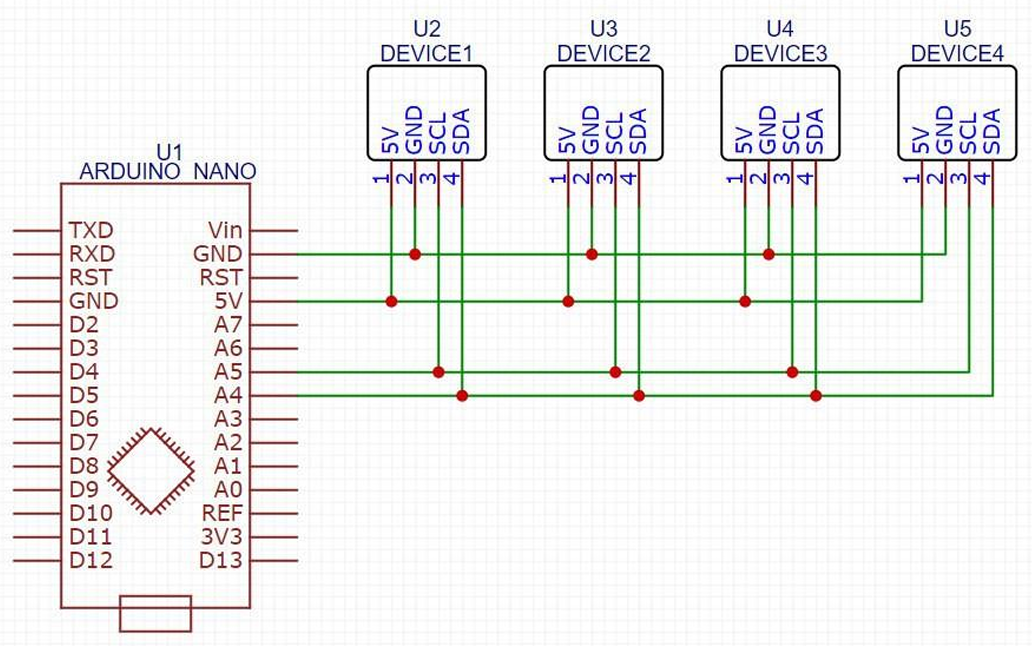 U2
DEVICE1
5V
GND
SCL
SDA
1
2
3
4
U3
DEVICE2
5V
GND
SCL
SDA
1
2
3
4
U4
DEVICE3
5V
GND
SCL
SDA
1
2
3
4
U5
DEVICE4
5V
GND
SCL
SDA
1
2
3
4
U1
ARDUINO NANO
TXD
RXD
RST
GND
D2
D3
D4
D5
D6
D7
D8
D9
D10
D11
D12
Vin
GND
RST
5V
A7
A6
A5
A4
A3
A2
A1
A0
REF
3V3
D13